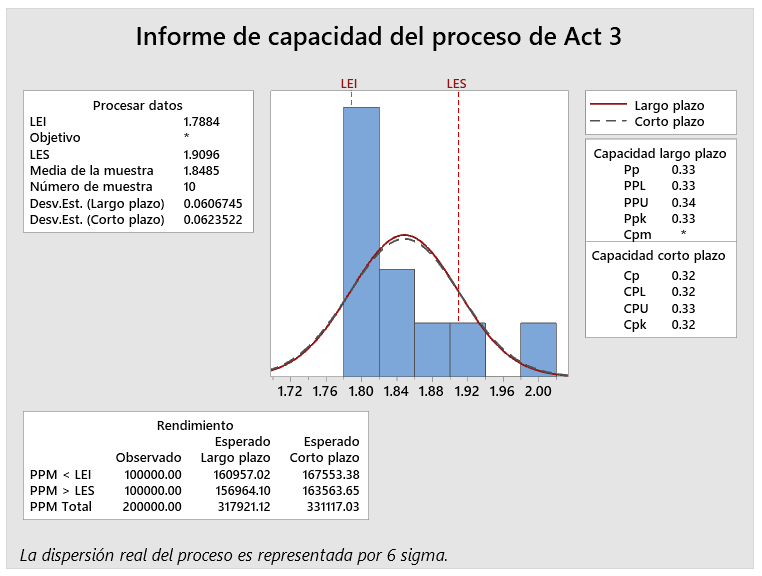 Informe de capacidad del proceso de Act 3
LEI LES
Procesar datos
LEI 1.7884
Objetivo *
LES 1.9096
Media de la muestra 1.8485
Número de muestra 10
Desv.Est. (Largo plazo) 0.0606745
Desv.Est. (Corto plazo) 0.0623522
Largo plazo
Corto plazo
Capacidad largo plazo
Pp 0.33
PPL 0.33
PPU 0.34
Ppk 0.33
Cpm *
Capacidad corto plazo
Cp 0.32
CPL 0.32
CPU 0.33
Cpk 0.32
1.72 1.76 1.80 1.84 1.88 1.92 1.96 2.00
Rendimiento
Esperado Esperado
Observado Largo plazo Corto plazo
PPM < LEI 100000.00 160957.02 167553.38
PPM > LES 100000.00 156964.10 163563.65
PPM Total 200000.00 317921.12 331117.03
La dispersión real del proceso es representada por 6 sigma.